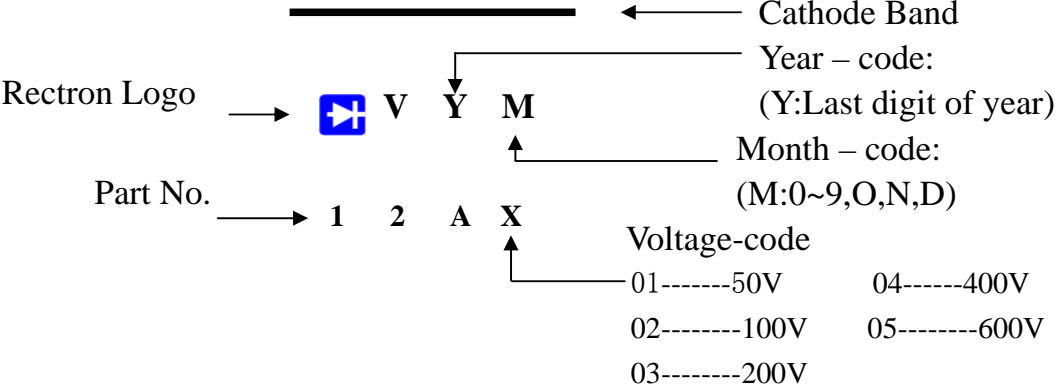 Cathode Band
Year – code:
(Y:Last digit of year)
Rectron Logo
V Y M
Month – code:
(M:0~9,O,N,D)
Part No.
1 2 A X
Voltage-code
01-------50V 04------400V
02--------100V 05--------600V
03--------200V